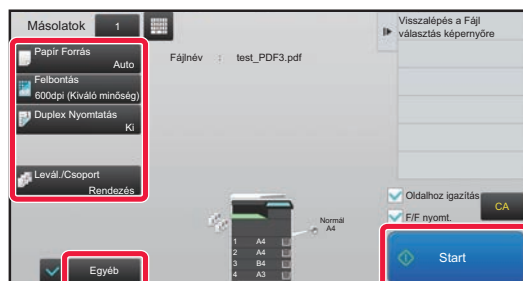 Másolatok 1
Papír Forrás
Auto
Felbontás
600dpi (Kiváló minőség)
Duplex Nyomtatás
Ki
Levál./Csoport
Rendezés
Egyéb
Fájlnév : test_PDF3.pdf
Normál
A4
1 A4
2 A4
3 B4
4 A3
Visszalépés a Fájl
választás képernyőre
Oldalhoz igazítás
F/F nyomt.
CA
Start